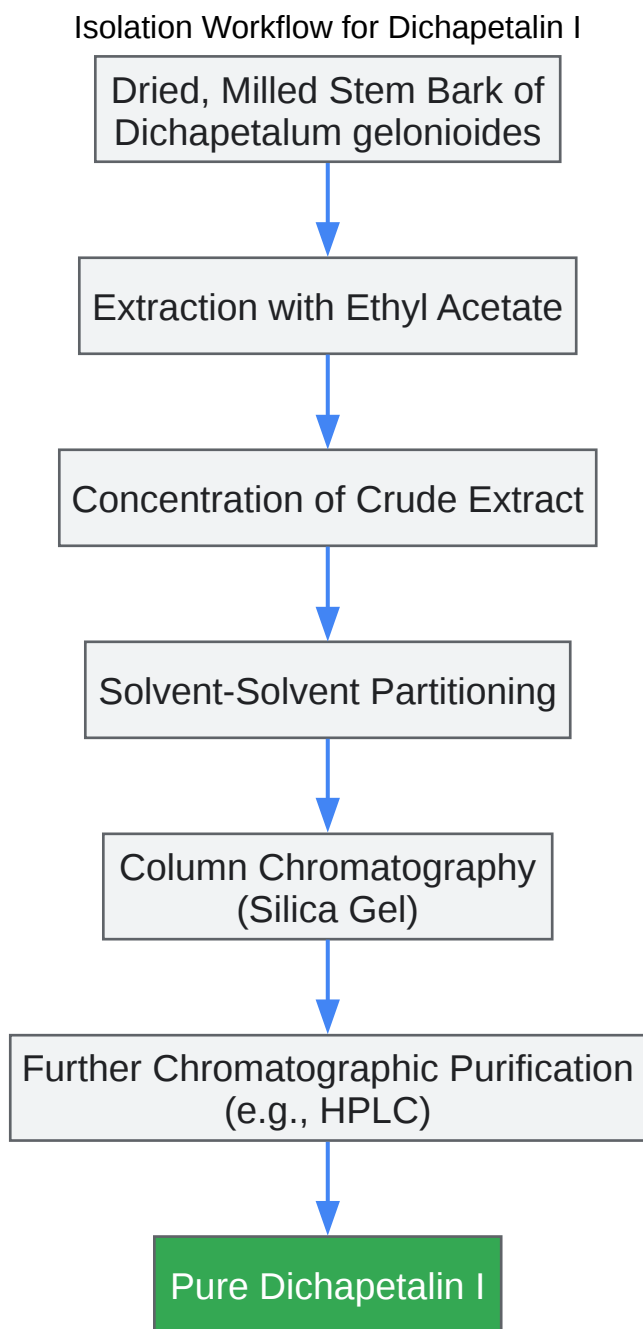 Isolation Workflow for Dichapetalin I
Dried, Milled Stem Bark of
Dichapetalum gelonioides
Extraction with Ethyl Acetate
Concentration of Crude Extract
Solvent-Solvent Partitioning
Column Chromatography
(Silica Gel)
Further Chromatographic Purification
(e.g., HPLC)
Pure Dichapetalin I